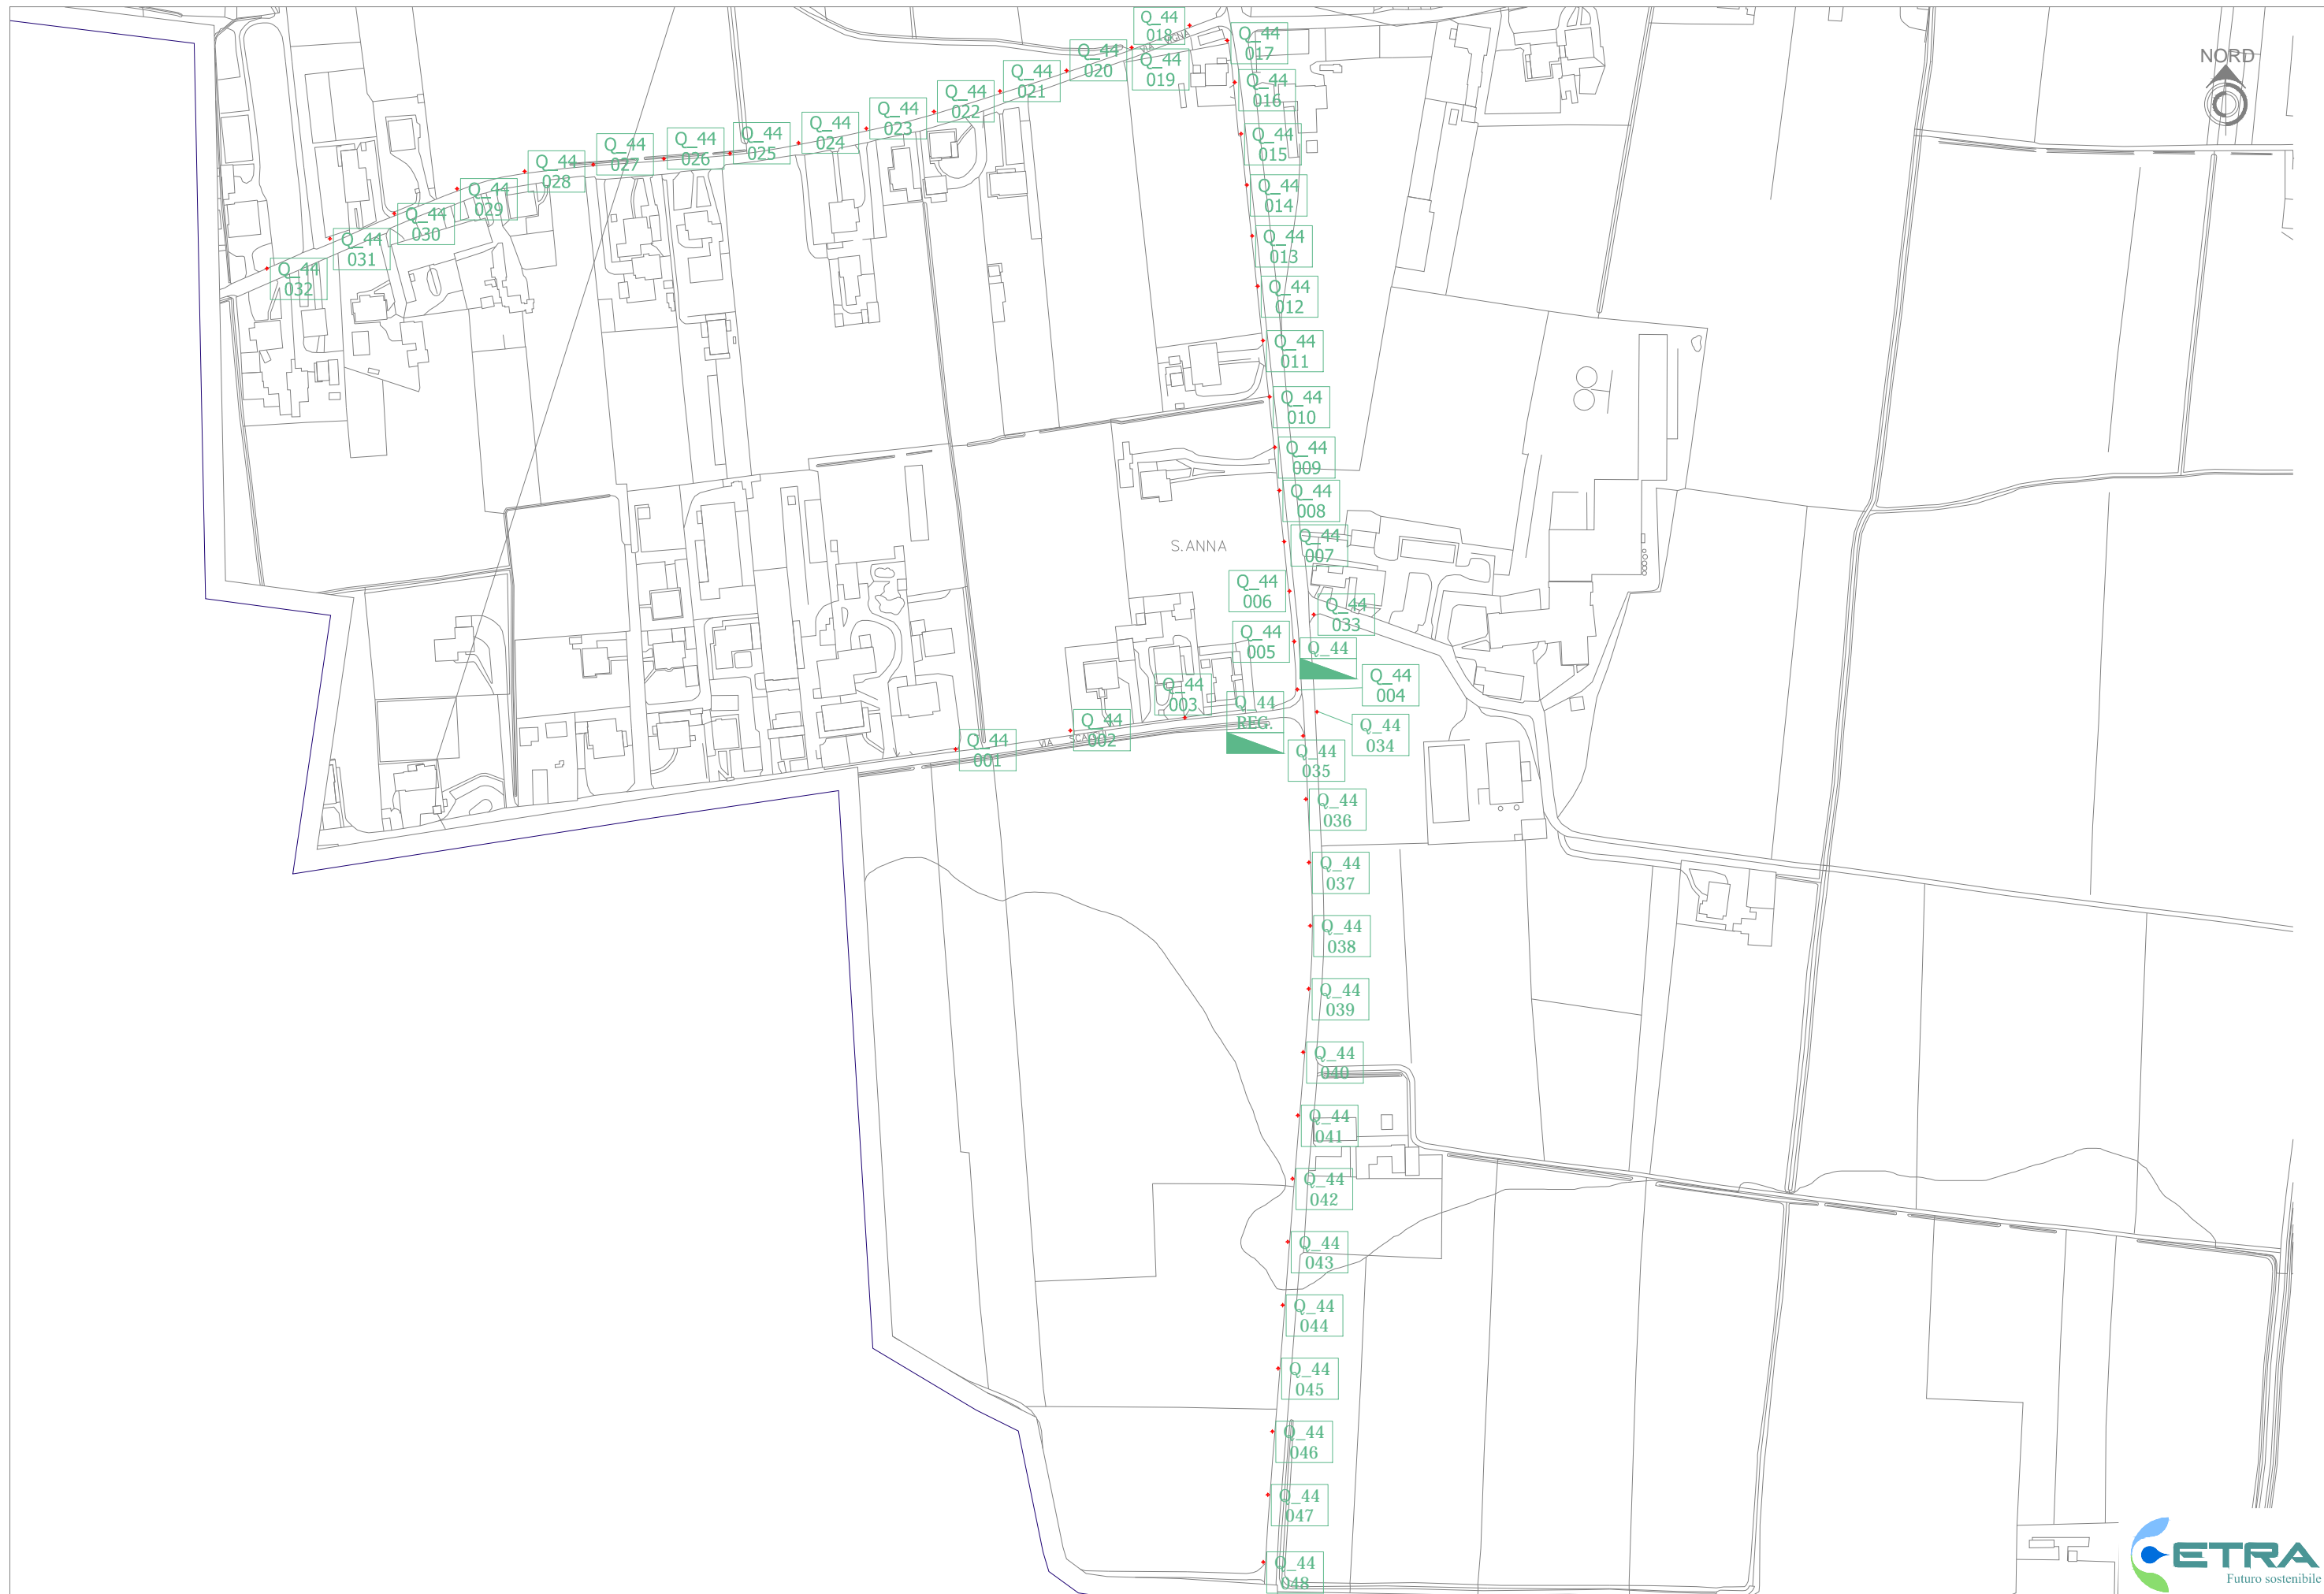 Q_44
018
VIA
Q_44
017
Q_44
020
Q_44
019
NORD
Q_44
021
Q_44
016
Q_44
022
Q_44
023
Q_44
024
Q_44
025
Q_44
015
Q_44
026
Q_44
027
Q_44
028
Q_44
014
Q_44
029
Q_44
030
Q_44
031
Q_44
013
Q_44
032
Q_44
012
Q_44
011
Q_44
010
Q_44
009
Q_44
008
S.ANNA
Q_44
007
Q_44
006
Q_44
033
Q_44
005
Q_44
Q_44
004
Q_44
003
Q_44
REG.
Q_44
002
Q_44
034
VIA
Q_44
001
Q_44
035
Q_44
036
Q_44
037
Q_44
038
Q_44
039
Q_44
040
Q_44
041
Q_44
042
Q_44
043
Q_44
044
Q_44
045
Q_44
046
Q_44
047
Q_44
048
ETRA
Futuro sostenibile